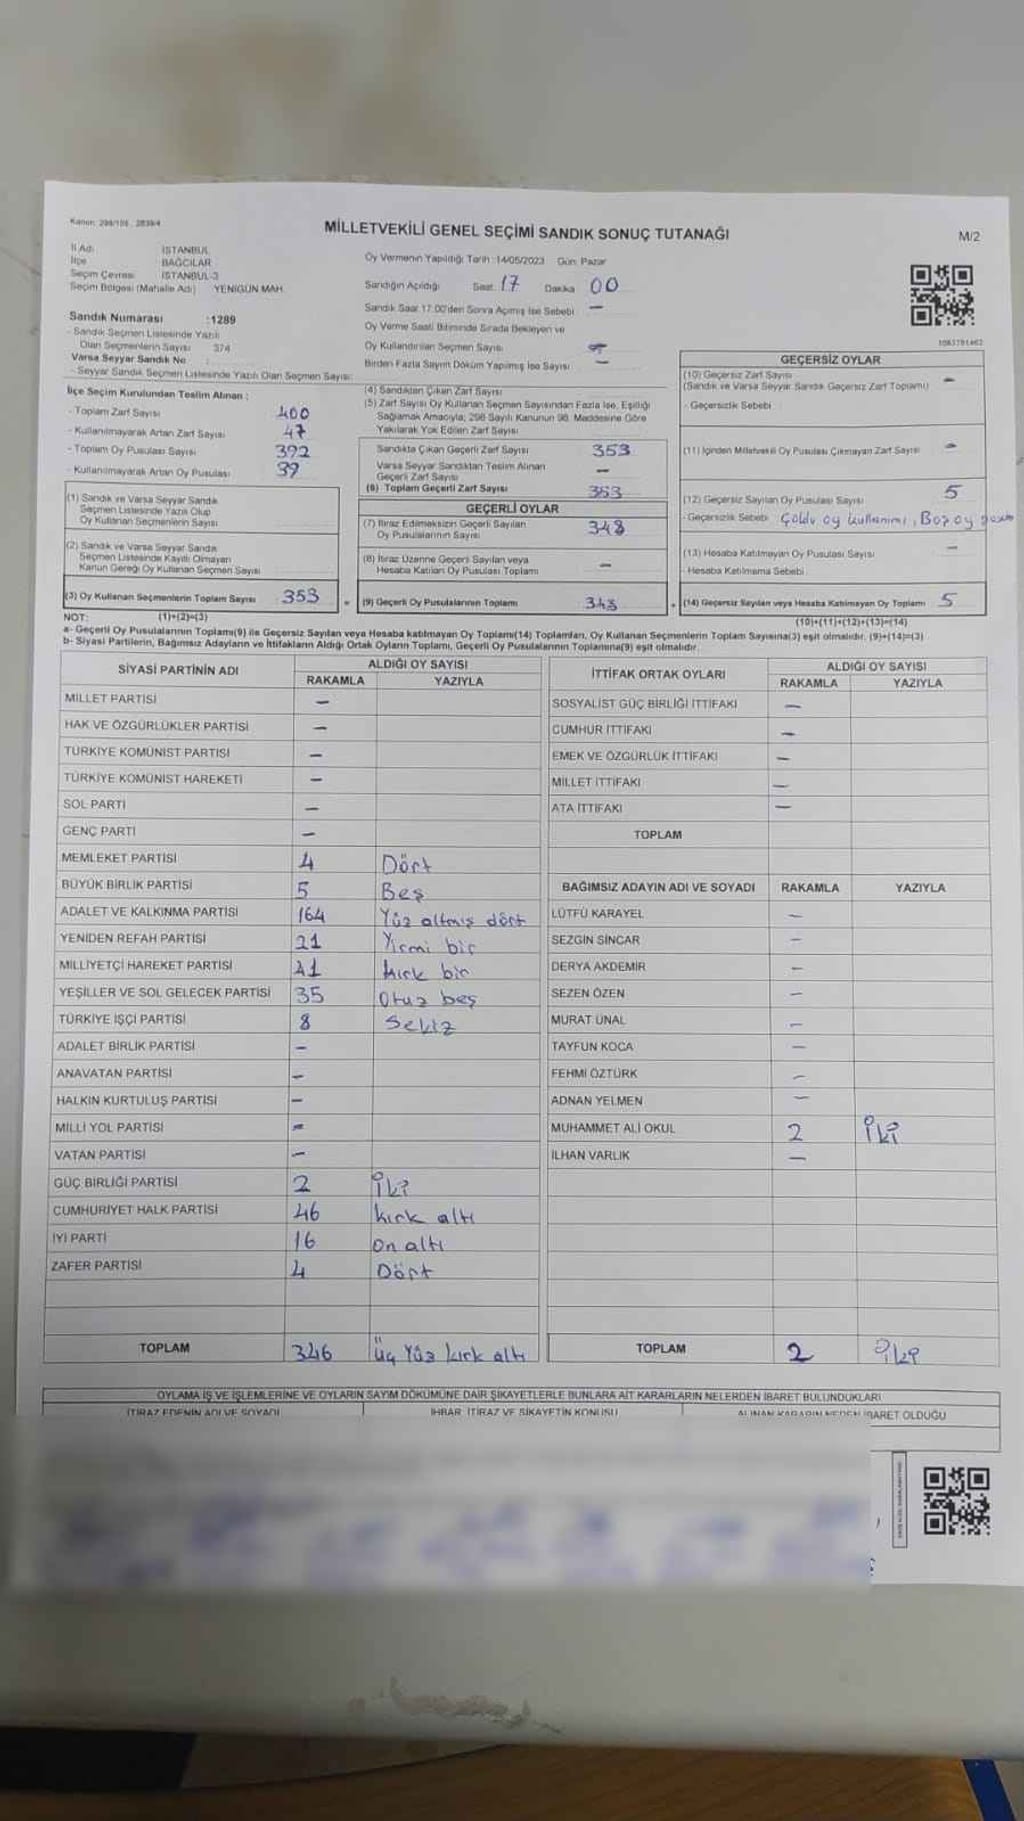 Kanun: 298/105 , 2839/4
MİLLETVEKİLİ GENEL SEÇİMİ SANDIK SONUÇ TUTANAĞI
M/2
İl Adı : İSTANBUL
İlçe : BAĞCILAR
Seçim Çevresi : İSTANBUL-3
Seçim Bölgesi (Mahalle Adı) : YENİGÜN MAH.
Sandık Numarası :1289
- Sandık Seçmen Listesinde Yazılı
Olan Seçmenlerin Sayısı : 374
Varsa Seyyar Sandık No :
- Seyyar Sandık Seçmen Listesinde Yazılı Olan Seçmen Sayısı:
Oy Vermenin Yapıldığı Tarih :14/05/2023 Gün: Pazar
Sandığın Açıldığı Saat: 17 Dakika 00
Sandık Saat 17:00'den Sonra Açılmış İse Sebebi –
Oy Verme Saati Bitiminde Sırada Bekleyen ve
Oy Kullandırılan Seçmen Sayısı –
Birden Fazla Sayım Döküm Yapılmış İse Sayısı –
1083791462
İlçe Seçim Kurulundan Teslim Alınan :
- Toplam Zarf Sayısı : 400
- Kullanılmayarak Artan Zarf Sayısı : 47
- Toplam Oy Pusulası Sayısı : 392
- Kullanılmayarak Artan Oy Pusulası : 39
(1) Sandık ve Varsa Seyyar Sandık
Seçmen Listesinde Yazılı Olup
Oy Kullanan Seçmenlerin Sayısı
(2) Sandık ve Varsa Seyyar Sandık
Seçmen Listesinde Kayıtlı Olmayan
Kanun Gereği Oy Kullanan Seçmen Sayısı
(3) Oy Kullanan Seçmenlerin Toplam Sayısı 353
(4) Sandıktan Çıkan Zarf Sayısı
(5) Zarf Sayısı Oy Kullanan Seçmen Sayısından Fazla İse, Eşitliği
Sağlamak Amacıyla; 298 Sayılı Kanunun 98. Maddesine Göre
Yakılarak Yok Edilen Zarf Sayısı
Sandıkta Çıkan Geçerli Zarf Sayısı 353
Varsa Seyyar Sandıktan Teslim Alınan
Geçerli Zarf Sayısı –
(6) Toplam Geçerli Zarf Sayısı 353
GEÇERLİ OYLAR
(7) İtiraz Edilmeksizin Geçerli Sayılan
Oy Pusulalarının Sayısı 348
(8) İtiraz Üzerine Geçerli Sayılan veya
Hesaba Katılan Oy Pusulası Toplamı –
= (9) Geçerli Oy Pusulalarının Toplamı 348
GEÇERSİZ OYLAR
(10) Geçersiz Zarf Sayısı –
(Sandık ve Varsa Seyyar Sandık Geçersiz Zarf Toplamı)
- Geçersizlik Sebebi :
(11) İçinden Milletvekili Oy Pusulası Çıkmayan Zarf Sayısı –
(12) Geçersiz Sayılan Oy Pusulası Sayısı 5
- Geçersizlik Sebebi : Çoklu oy kullanımı, Boş oy
(13) Hesaba Katılmayan Oy Pusulası Sayısı –
- Hesaba Katılmama Sebebi :
+ (14) Geçersiz Sayılan veya Hesaba Katılmayan Oy Toplamı 5
NOT: (1)+(2)=(3) (10)+(11)+(12)+(13)=(14)
a- Geçerli Oy Pusulalarının Toplamı(9) ile Geçersiz Sayılan veya Hesaba katılmayan Oy Toplamı(14) Toplamları, Oy Kullanan Seçmenlerin Toplam Sayısına(3) eşit olmalıdır. (9)+(14)=(3)
b- Siyasi Partilerin, Bağımsız Adayların ve İttifakların Aldığı Ortak Oyların Toplamı, Geçerli Oy Pusulalarının Toplamına(9) eşit olmalıdır.
SİYASİ PARTİNİN ADI ALDIĞI OY SAYISI
RAKAMLA YAZIYLA
MİLLET PARTİSİ –
HAK VE ÖZGÜRLÜKLER PARTİSİ –
TÜRKİYE KOMÜNİST PARTİSİ –
TÜRKİYE KOMÜNİST HAREKETİ –
SOL PARTİ –
GENÇ PARTİ –
MEMLEKET PARTİSİ 4 Dört
BÜYÜK BİRLİK PARTİSİ 5 Beş
ADALET VE KALKINMA PARTİSİ 164 Yüz altmış dört
YENİDEN REFAH PARTİSİ 21 Yirmi bir
MİLLİYETÇİ HAREKET PARTİSİ 41 kırk bir
YEŞİLLER VE SOL GELECEK PARTİSİ 35 Otuz beş
TÜRKİYE İŞÇİ PARTİSİ 8 Sekiz
ADALET BİRLİK PARTİSİ –
ANAVATAN PARTİSİ –
HALKIN KURTULUŞ PARTİSİ –
MİLLİ YOL PARTİSİ –
VATAN PARTİSİ –
GÜÇ BİRLİĞİ PARTİSİ 2 İki
CUMHURİYET HALK PARTİSİ 46 kırk altı
İYİ PARTİ 16 On altı
ZAFER PARTİSİ 4 Dört
TOPLAM 346 Üç Yüz kırk altı
İTTİFAK ORTAK OYLARI ALDIĞI OY SAYISI
RAKAMLA YAZIYLA
SOSYALİST GÜÇ BİRLİĞİ İTTİFAKI –
CUMHUR İTTİFAKI –
EMEK VE ÖZGÜRLÜK İTTİFAKI –
MİLLET İTTİFAKI –
ATA İTTİFAKI –
TOPLAM
BAĞIMSIZ ADAYIN ADI VE SOYADI RAKAMLA YAZIYLA
LÜTFÜ KARAYEL –
SEZGİN SİNCAR –
DERYA AKDEMİR –
SEZEN ÖZEN –
MURAT ÜNAL –
TAYFUN KOCA –
FEHMİ ÖZTÜRK –
ADNAN YELMEN –
MUHAMMET ALİ OKUL 2 İki
İLHAN VARLIK –
TOPLAM 2 İki
OYLAMA İŞ VE İŞLEMLERİNE VE OYLARIN SAYIM DÖKÜMÜNE DAİR ŞİKAYETLERLE BUNLARA AİT KARARLARIN NELERDEN İBARET BULUNDUKLARI
İTİRAZ EDENİN ADI VE SOYADI İHBAR, İTİRAZ VE ŞİKAYETİN KONUSU ALINAN KARARIN NEDEN İBARET OLDUĞU